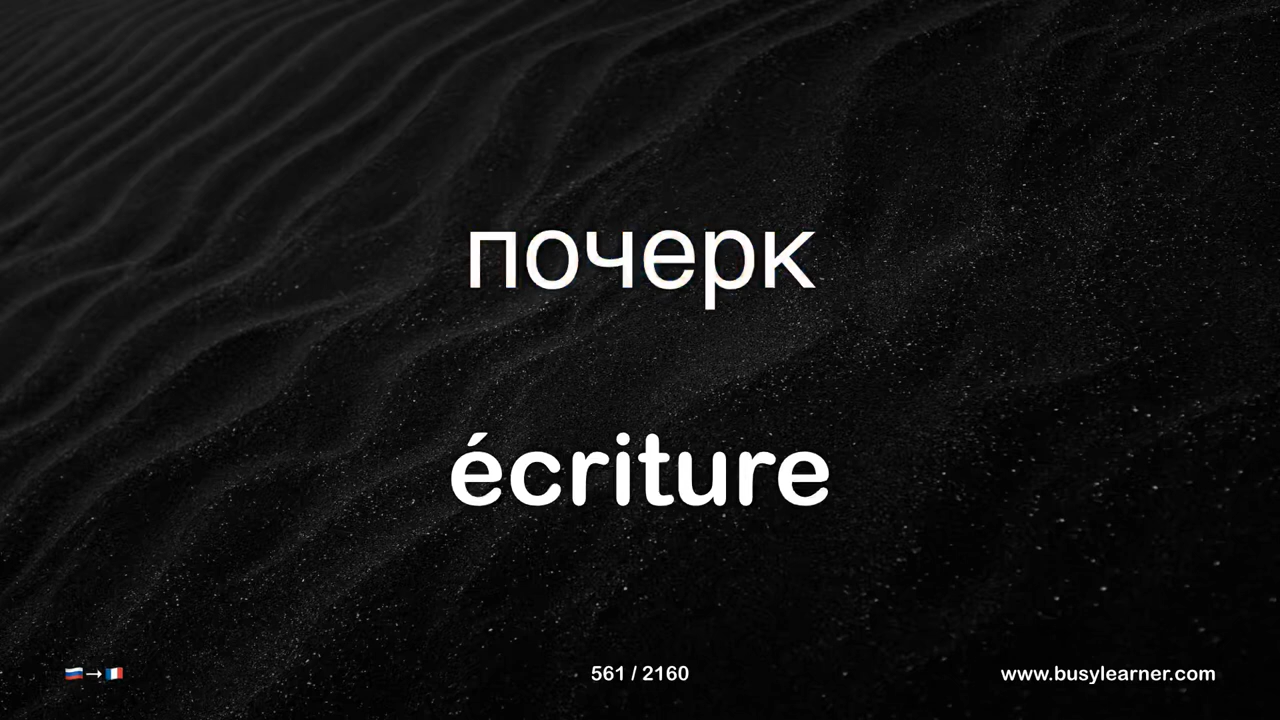 почерк
écriture
🇷🇺→🇫🇷
561 / 2160
www.busylearner.com